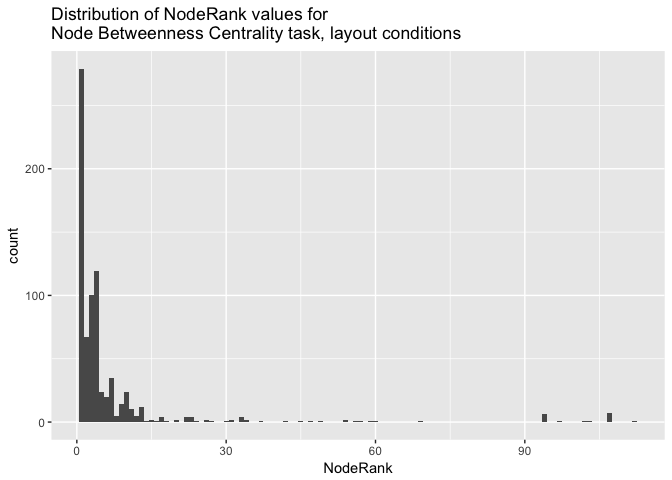 Distribution of NodeRank values for
Node Betweenness Centrality task, layout conditions
200
100
0
count
0 30 60 90
NodeRank